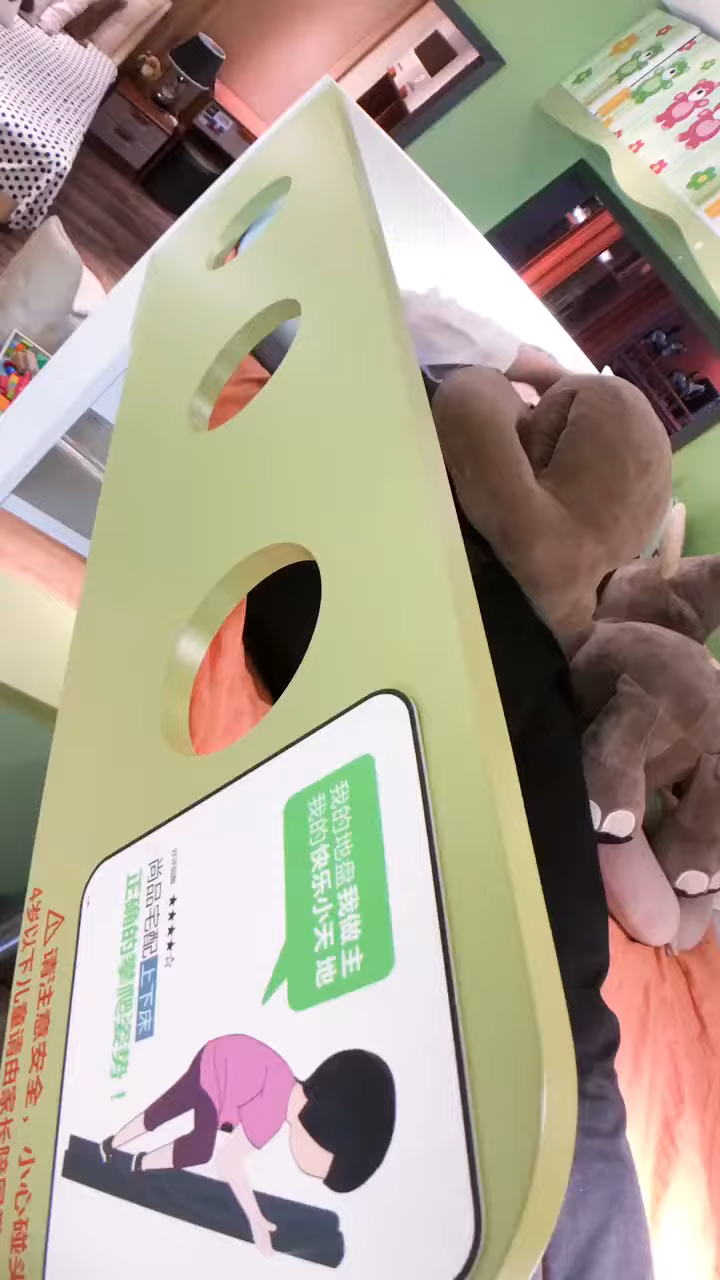 我的地盘我做主
我的快乐小天地
★★★★☆
尚品宅配上下床
正确的攀爬姿势！
请注意安全，小心碰头
4岁以下儿童请由家长陪同